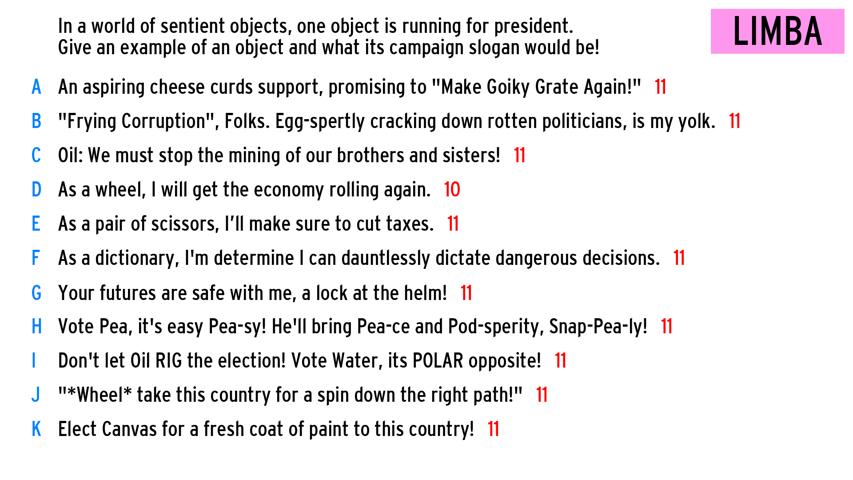 In a world of sentient objects, one object is running for president.
Give an example of an object and what its campaign slogan would be!
LIMBA
A An aspiring cheese curds support, promising to "Make Goiky Grate Again!" 11
B "Frying Corruption", Folks. Egg-spertly cracking down rotten politicians, is my yolk. 11
C Oil: We must stop the mining of our brothers and sisters! 11
D As a wheel, I will get the economy rolling again. 10
E As a pair of scissors, I'll make sure to cut taxes. 11
F As a dictionary, I'm determine I can dauntlessly dictate dangerous decisions. 11
G Your futures are safe with me, a lock at the helm! 11
H Vote Pea, it's easy Pea-sy! He'll bring Pea-ce and Pod-sperity, Snap-Pea-ly! 11
I Don't let Oil RIG the election! Vote Water, its POLAR opposite! 11
J "*Wheel* take this country for a spin down the right path!" 11
K Elect Canvas for a fresh coat of paint to this country! 11